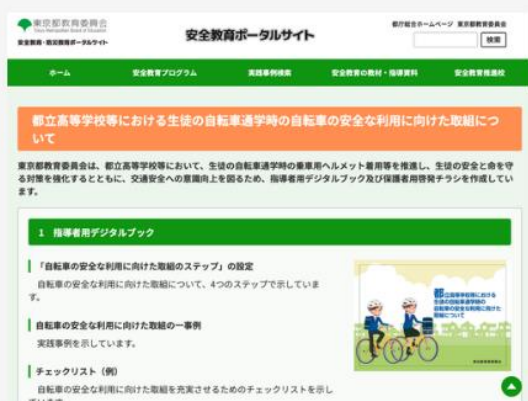 東京都教育委員会
Tokyo Metropolitan Board of Education
安全教育・防災教育ポータルサイト
安全教育ポータルサイト
都庁総合ホームページ 東京都教育委員会
検索
ホーム
安全教育プログラム
実践事例検索
安全教育の教材・指導資料
安全教育推進校
都立高等学校等における生徒の自転車通学時の自転車の安全な利用に向けた取組につ
いて
東京都教育委員会は、都立高等学校等において、生徒の自転車通学時の乗車用ヘルメット着用等を推進し、生徒の安全と命を守
る対策を強化するとともに、交通安全への意識向上を図るため、指導者用デジタルブック及び保護者用啓発チラシを作成してい
ます。
1 指導者用デジタルブック
「自転車の安全な利用に向けた取組のステップ」の設定
自転車の安全な利用に向けた取組について、4つのステップで示していま
す。
自転車の安全な利用に向けた取組の一事例
実践事例を示しています。
チェックリスト（例）
自転車の安全な利用に向けた取組を充実させるためのチェックリストを示し
都立高等学校等における
生徒の自転車通学時の
自転車の安全な利用に向けた
取組について
東京都教育委員会